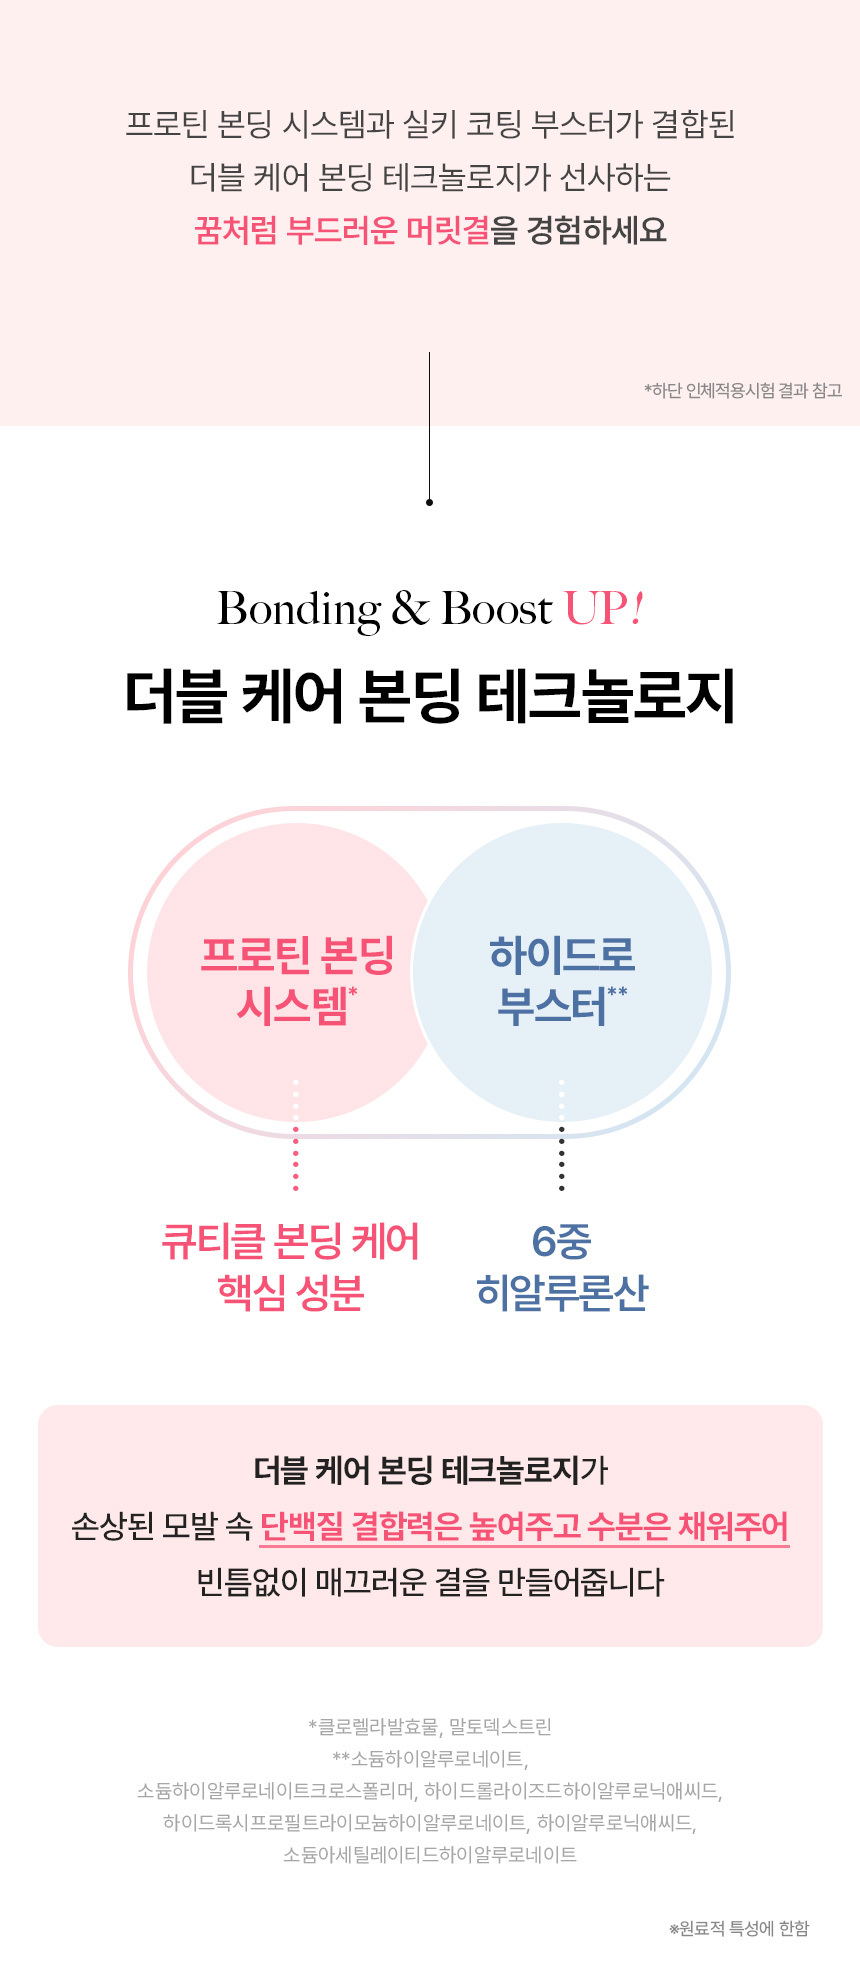 프로틴 본딩 시스템과 실키 코팅 부스터가 결합된
더블 케어 본딩 테크놀로지가 선사하는
꿈처럼 부드러운 머릿결을 경험하세요
*하단 인체적용시험 결과 참고
Bonding & Boost UP!
더블 케어 본딩 테크놀로지
프로틴 본딩
시스템*
하이드로
부스터**
큐티클 본딩 케어
핵심 성분
6중
히알루론산
더블 케어 본딩 테크놀로지가
손상된 모발 속 단백질 결합력은 높여주고 수분은 채워주어
빈틈없이 매끄러운 결을 만들어줍니다
*클로렐라발효물, 말토덱스트린
**소듐하이알루로네이트,
소듐하이알루로네이트크로스폴리머, 하이드롤라이즈드하이알루로닉애씨드,
하이드록시프로필트라이모늄하이알루로네이트, 하이알루로닉애씨드,
소듐아세틸레이티드하이알루로네이트
※원료적 특성에 한함